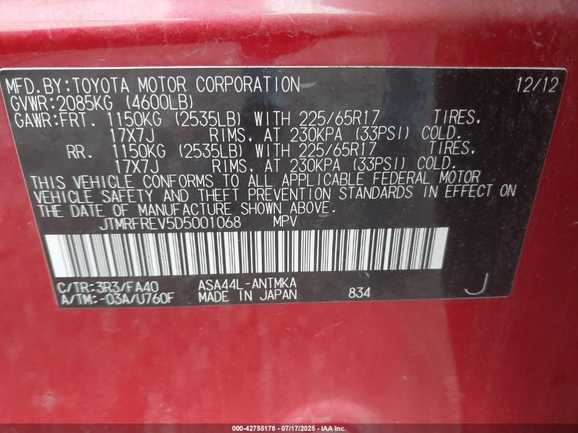 MFD.BY:TOYOTA MOTOR CORPORATION 12/12
GVWR:2085KG (4600LB)
GAWR:FRT. 1150KG (2535LB) WITH 225/65R17 TIRES,
17X7J RIMS, AT 230KPA (33PSI) COLD.
RR. 1150KG (2535LB) WITH 225/65R17 TIRES,
17X7J RIMS, AT 230KPA (33PSI) COLD.
THIS VEHICLE CONFORMS TO ALL APPLICABLE FEDERAL MOTOR
VEHICLE SAFETY AND THEFT PREVENTION STANDARDS IN EFFECT ON
THE DATE OF MANUFACTURE SHOWN ABOVE.
JTMRFREV5D5001068 MPV
C/TR:3R3/FA40 ASA44L-ANTMKA
A/TM:-03A/U760F MADE IN JAPAN 834 J
000-42755178 - 07/17/2025 - IAAI, Inc.